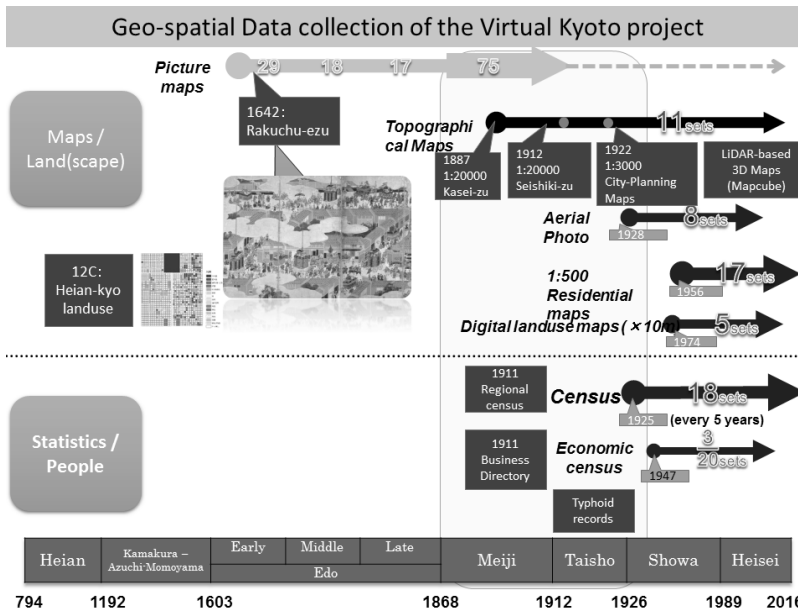 Geo-spatial Data collection of the Virtual Kyoto project
Picture
maps
29
18
17
75
Maps /
Land(scape)
1642:
Rakuchu-ezu
Topographi
cal Maps
11sets
1887
1:20000
Kasei-zu
1912
1:20000
Seishiki-zu
1922
1:3000
City-Planning
Maps
LiDAR-based
3D Maps
(Mapcube)
Aerial
Photo
8sets
1928
12C:
Heian-kyo
landuse
1:500
Residential
maps
17sets
1956
Digital landuse maps (×10m)
5sets
1974
Statistics /
People
1911
Regional
census
Census
18sets
1925
(every 5 years)
1911
Business
Directory
Economic
census
3
20sets
1947
Typhoid
records
Heian
Kamakura –
Azuchi-Momoyama
Early
Middle
Late
Edo
Meiji
Taisho
Showa
Heisei
794
1192
1603
1868
1912
1926
1989
2016